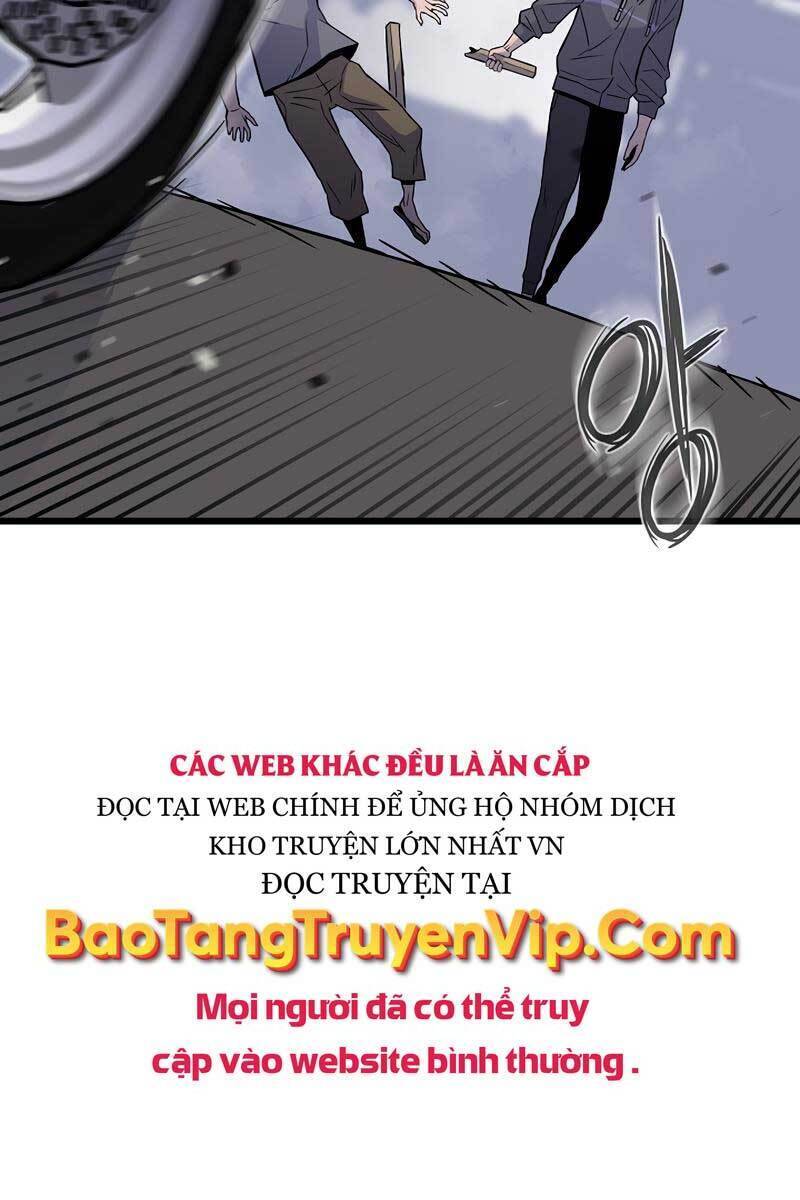 앙
CÁC WEB KHÁC ĐỀU LÀ ĂN CẮP
ĐỌC TẠI WEB CHÍNH ĐỂ ỦNG HỘ NHÓM DỊCH
KHO TRUYỆN LỚN NHẤT VN
ĐỌC TRUYỆN TẠI
BaoTangTruyenVip.Com
Mọi người đã có thể truy
cập vào website bình thường .